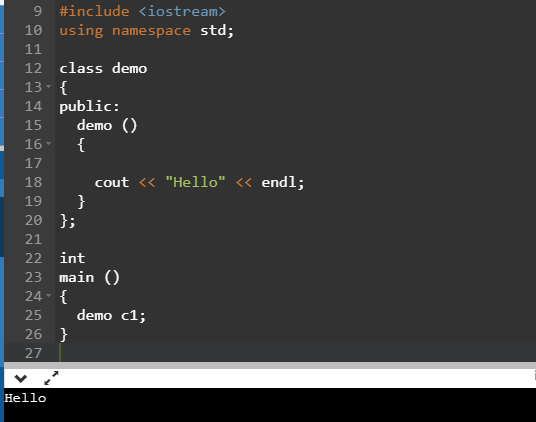 9 #include <iostream>
10 using namespace std;
11
12 class demo
13 {
14 public:
15   demo ()
16   {
17
18     cout << "Hello" << endl;
19   }
20 };
21
22 int
23 main ()
24 {
25   demo c1;
26 }
27
Hello